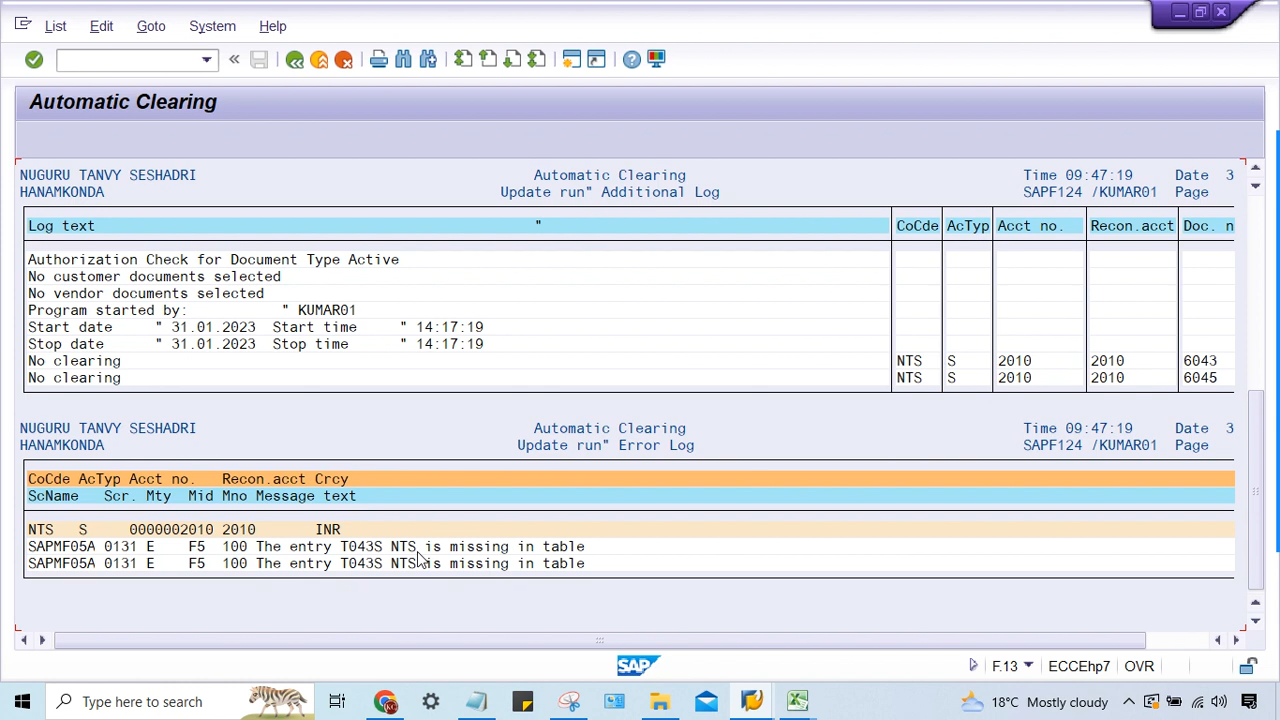 List Edit Goto System Help
Automatic Clearing
NUGURU TANVY SESHADRI Automatic Clearing Time 09:47:19 Date 3
HANAMKONDA Update run" Additional Log SAPF124 /KUMAR01 Page
Log text " CoCde AcTyp Acct no. Recon.acct Doc. n
Authorization Check for Document Type Active
No customer documents selected
No vendor documents selected
Program started by: " KUMAR01
Start date " 31.01.2023 Start time " 14:17:19
Stop date " 31.01.2023 Stop time " 14:17:19
No clearing NTS S 2010 2010 6043
No clearing NTS S 2010 2010 6045
NUGURU TANVY SESHADRI Automatic Clearing Time 09:47:19 Date 3
HANAMKONDA Update run" Error Log SAPF124 /KUMAR01 Page
CoCde AcTyp Acct no. Recon.acct Crcy
ScName Scr. Mty Mid Mno Message text
NTS S 0000002010 2010 INR
SAPMF05A 0131 E F5 100 The entry T043S NTS is missing in table
SAPMF05A 0131 E F5 100 The entry T043S NTS is missing in table
SAP F.13 ECCEhp7 OVR
Type here to search 18°C Mostly cloudy